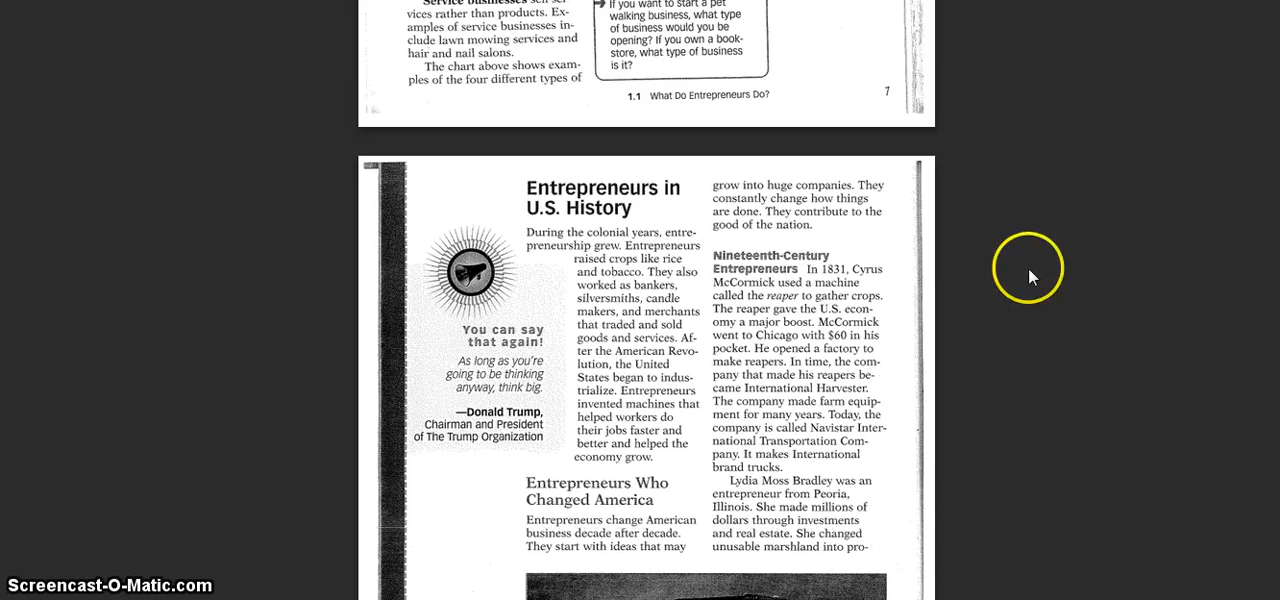 Service businesses sell ser-
vices rather than products. Ex-
amples of service businesses in-
clude lawn mowing services and
hair and nail salons.
The chart above shows exam-
ples of the four different types of
If you want to start a pet
walking business, what type
of business would you be
opening? If you own a book-
store, what type of business
is it?
1.1 What Do Entrepreneurs Do?
7
Entrepreneurs in
U.S. History
During the colonial years, entre-
preneurship grew. Entrepreneurs
raised crops like rice
and tobacco. They also
worked as bankers,
silversmiths, candle
makers, and merchants
that traded and sold
goods and services. Af-
ter the American Revo-
lution, the United
States began to indus-
trialize. Entrepreneurs
invented machines that
helped workers do
their jobs faster and
better and helped the
economy grow.
You can say
that again!
As long as you're
going to be thinking
anyway, think big.
—Donald Trump,
Chairman and President
of The Trump Organization
Entrepreneurs Who
Changed America
Entrepreneurs change American
business decade after decade.
They start with ideas that may
grow into huge companies. They
constantly change how things
are done. They contribute to the
good of the nation.
Nineteenth-Century
Entrepreneurs In 1831, Cyrus
McCormick used a machine
called the reaper to gather crops.
The reaper gave the U.S. econ-
omy a major boost. McCormick
went to Chicago with $60 in his
pocket. He opened a factory to
make reapers. In time, the com-
pany that made his reapers be-
came International Harvester.
The company made farm equip-
ment for many years. Today, the
company is called Navistar Inter-
national Transportation Com-
pany. It makes International
brand trucks.
Lydia Moss Bradley was an
entrepreneur from Peoria,
Illinois. She made millions of
dollars through investments
and real estate. She changed
unusable marshland into pro-
Screencast-O-Matic.com